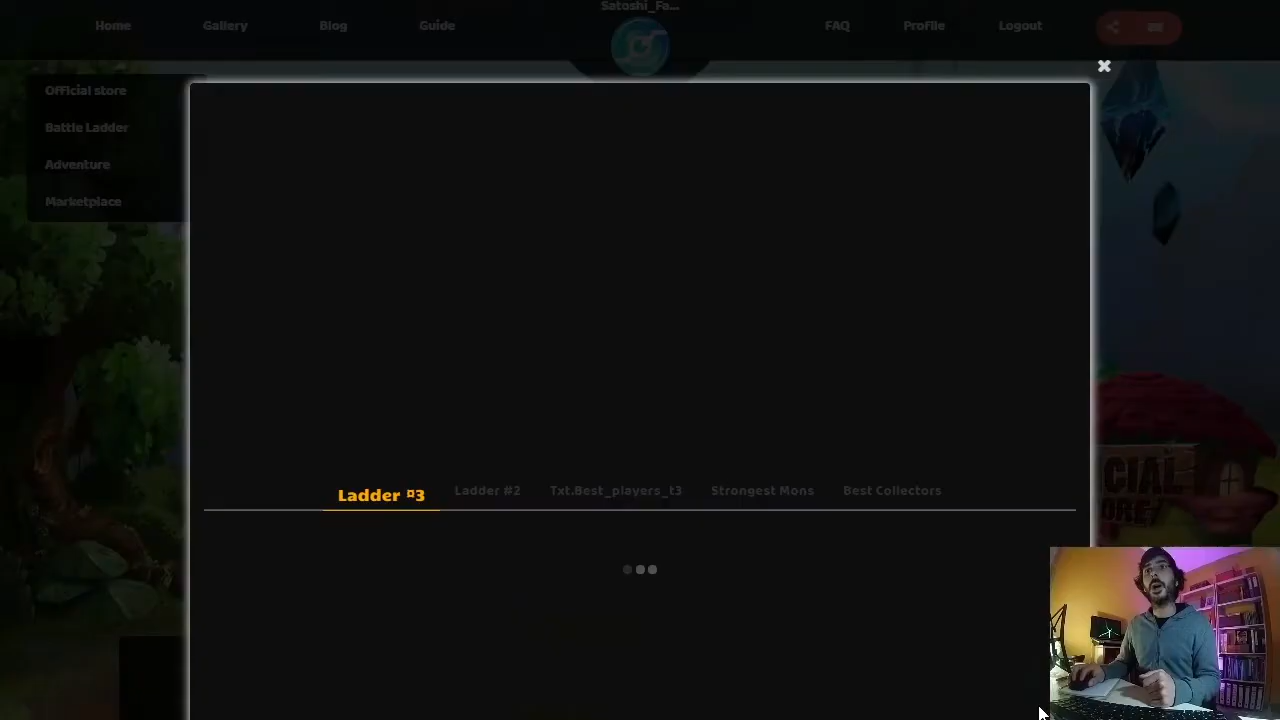 Satoshi_Fa...
Home
Gallery
Blog
Guide
FAQ
Profile
Logout
Official store
Battle Ladder
Adventure
Marketplace
Ladder ¤3
Ladder #2
Txt.Best_players_t3
Strongest Mons
Best Collectors